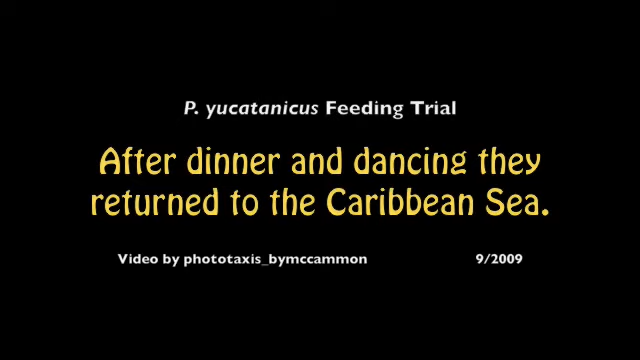 P. yucatanicus Feeding Trial
After dinner and dancing they
returned to the Caribbean Sea.
Video by phototaxis_bymccammon 9/2009